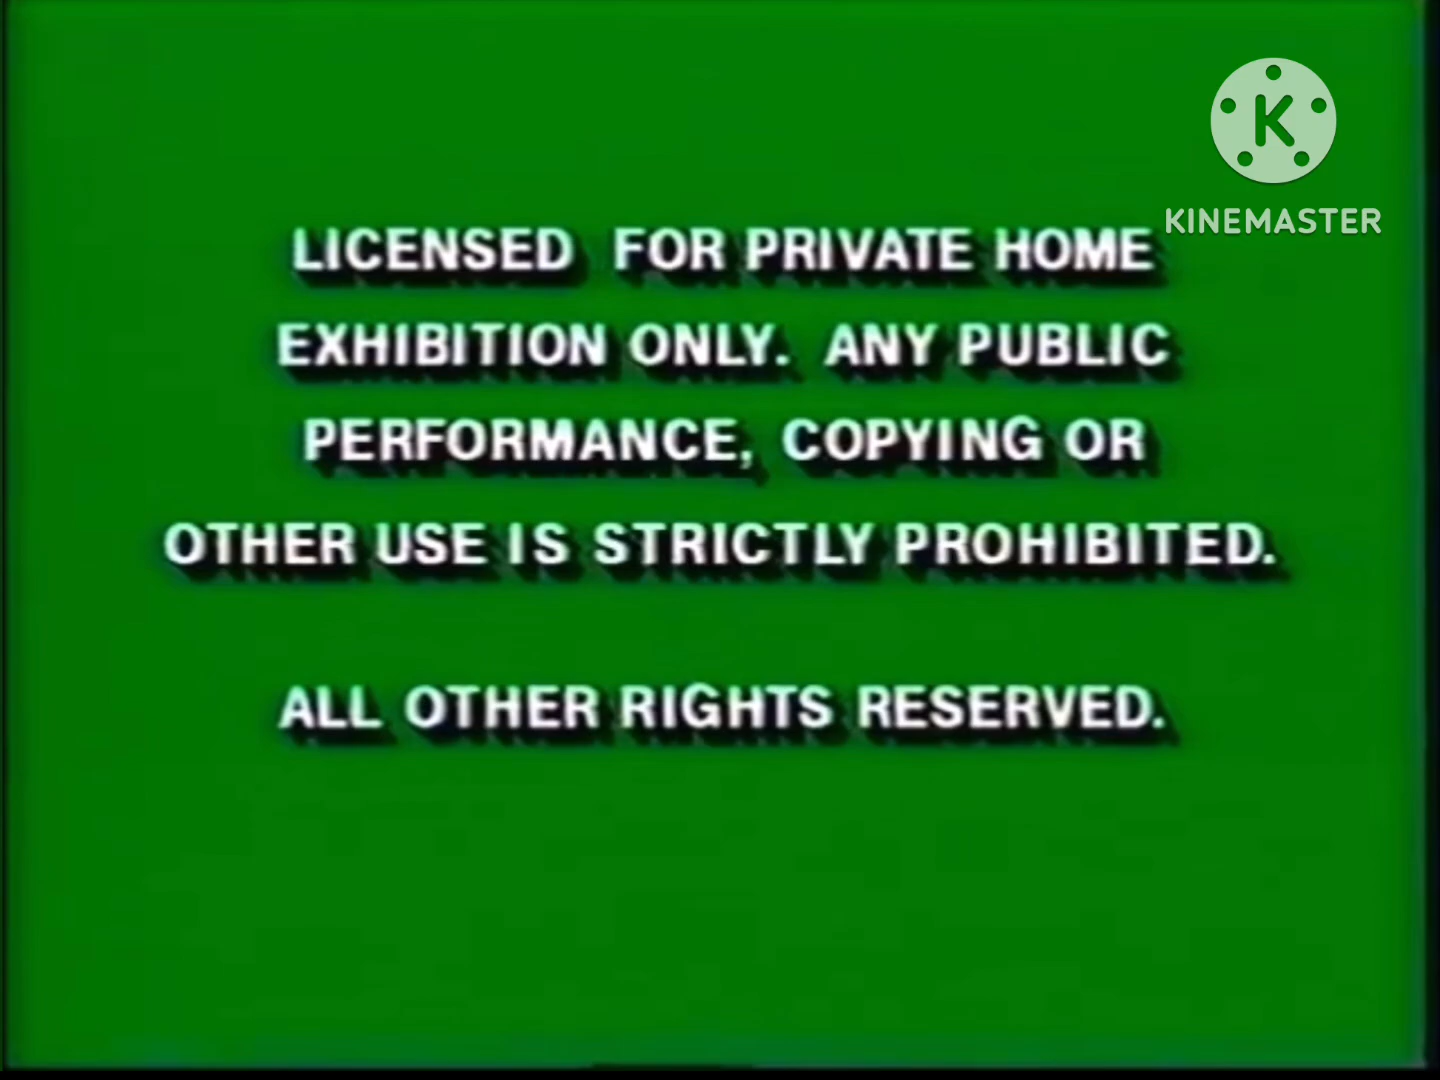 K
KINEMASTER
LICENSED FOR PRIVATE HOME
EXHIBITION ONLY. ANY PUBLIC
PERFORMANCE, COPYING OR
OTHER USE IS STRICTLY PROHIBITED.
ALL OTHER RIGHTS RESERVED.